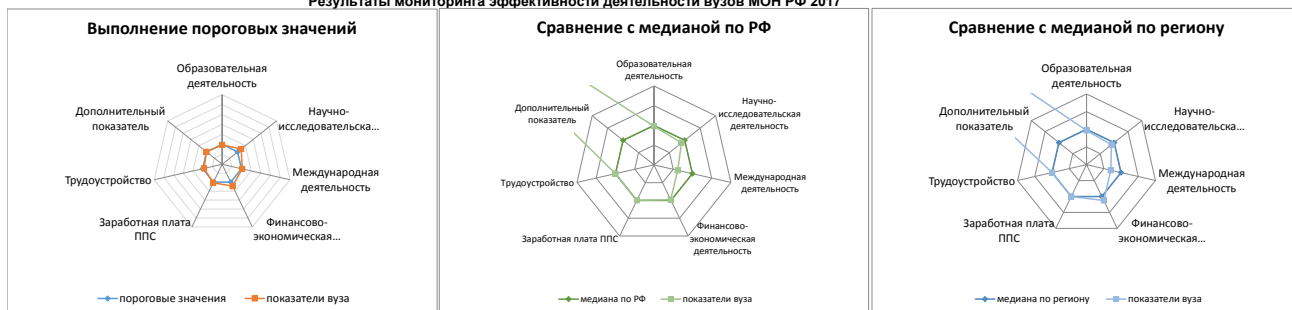 Результаты мониторинга эффективности деятельности вузов МОН РФ 2017
Выполнение пороговых значений
Образовательная
деятельность
Научно-
исследовательска…
Международная
деятельность
Финансово-
экономическая…
Заработная плата
ППС
Трудоустройство
Дополнительный
показатель
пороговые значения
показатели вуза
Сравнение с медианой по РФ
Образовательная
деятельность
Научно-
исследовательская
деятельность
Международная
деятельность
Финансово-
экономическая
деятельность
Заработная плата ППС
Трудоустройство
Дополнительный
показатель
медиана по РФ
показатели вуза
Сравнение с медианой по региону
Образовательная
деятельность
Научно-
исследовательска…
Международная
деятельность
Финансово-
экономическая…
Заработная плата
ППС
Трудоустройство
Дополнительный
показатель
медиана по региону
показатели вуза